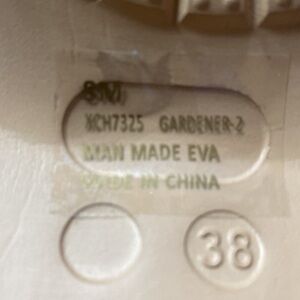 XCH7325 GARDENER-2
MAN MADE EVA
MADE IN CHINA
38